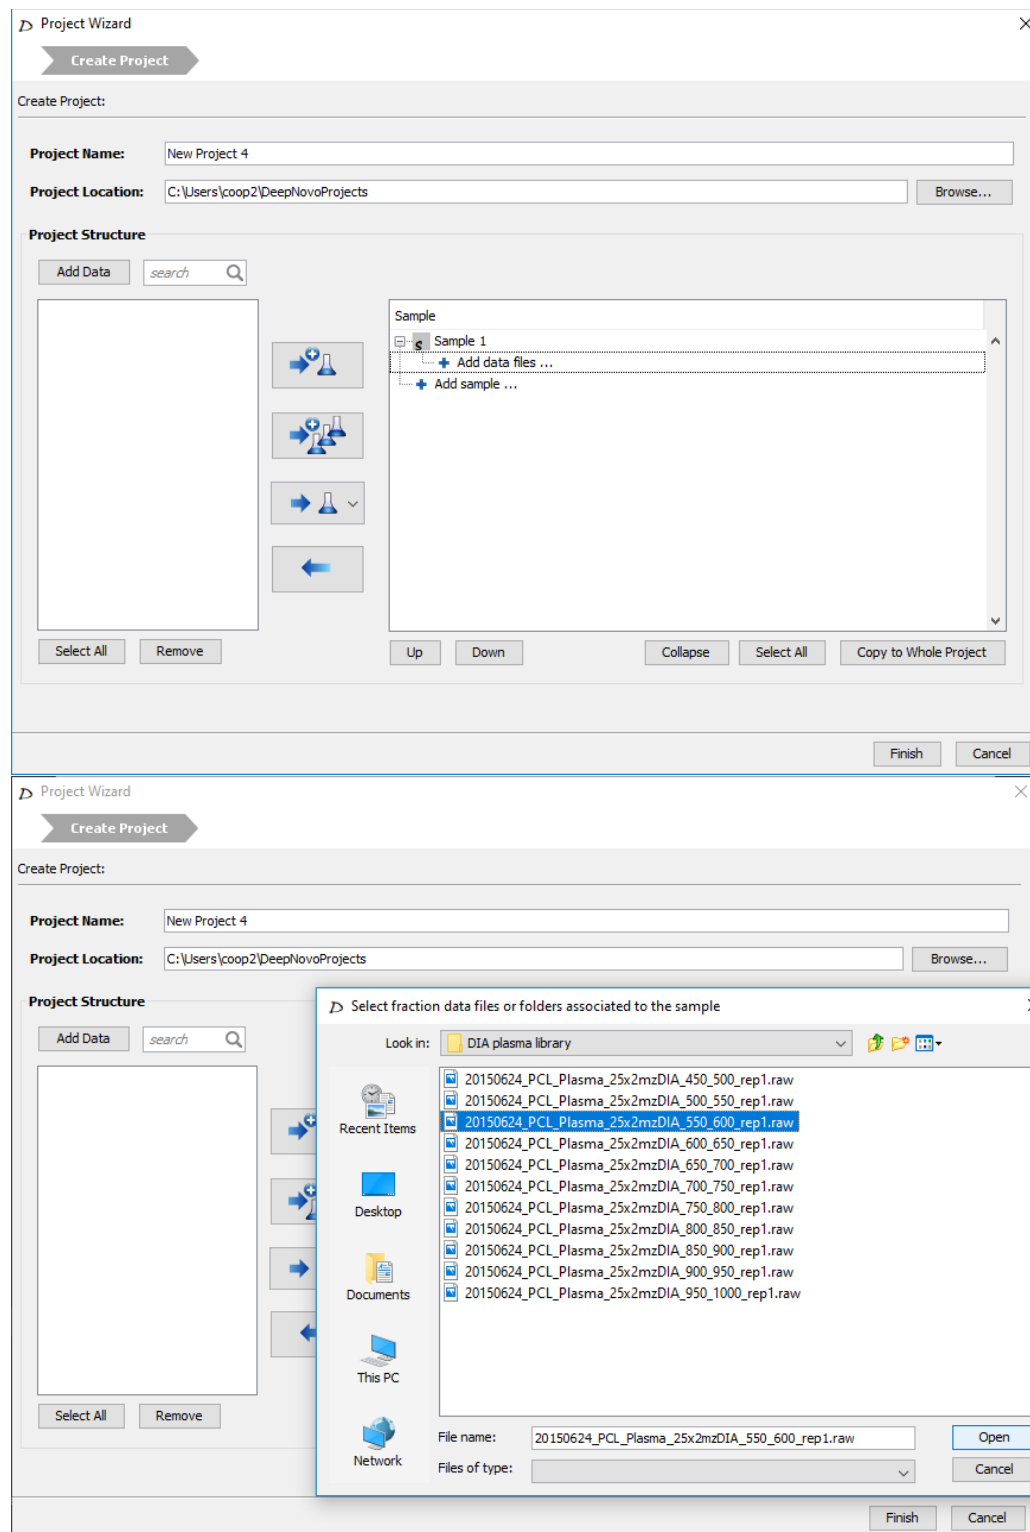 Project Wizard
Create Project
Create Project:
Project Name: New Project 4
Project Location: C:\Users\coop2\DeepNovoProjects Browse...
Project Structure
Add Data search
Sample
Sample 1
Add data files ...
Add sample ...
Select All Remove Up Down Collapse Select All Copy to Whole Project
Finish Cancel
Project Wizard
Create Project
Create Project:
Project Name: New Project 4
Project Location: C:\Users\coop2\DeepNovoProjects Browse...
Project Structure
Add Data search
Select All Remove
Select fraction data files or folders associated to the sample
Look in: DIA plasma library
Recent Items
Desktop
Documents
This PC
Network
20150624_PCL_Plasma_25x2mzDIA_450_500_rep1.raw
20150624_PCL_Plasma_25x2mzDIA_500_550_rep1.raw
20150624_PCL_Plasma_25x2mzDIA_550_600_rep1.raw
20150624_PCL_Plasma_25x2mzDIA_600_650_rep1.raw
20150624_PCL_Plasma_25x2mzDIA_650_700_rep1.raw
20150624_PCL_Plasma_25x2mzDIA_700_750_rep1.raw
20150624_PCL_Plasma_25x2mzDIA_750_800_rep1.raw
20150624_PCL_Plasma_25x2mzDIA_800_850_rep1.raw
20150624_PCL_Plasma_25x2mzDIA_850_900_rep1.raw
20150624_PCL_Plasma_25x2mzDIA_900_950_rep1.raw
20150624_PCL_Plasma_25x2mzDIA_950_1000_rep1.raw
File name: 20150624_PCL_Plasma_25x2mzDIA_550_600_rep1.raw Open
Files of type: Cancel
Finish Cancel